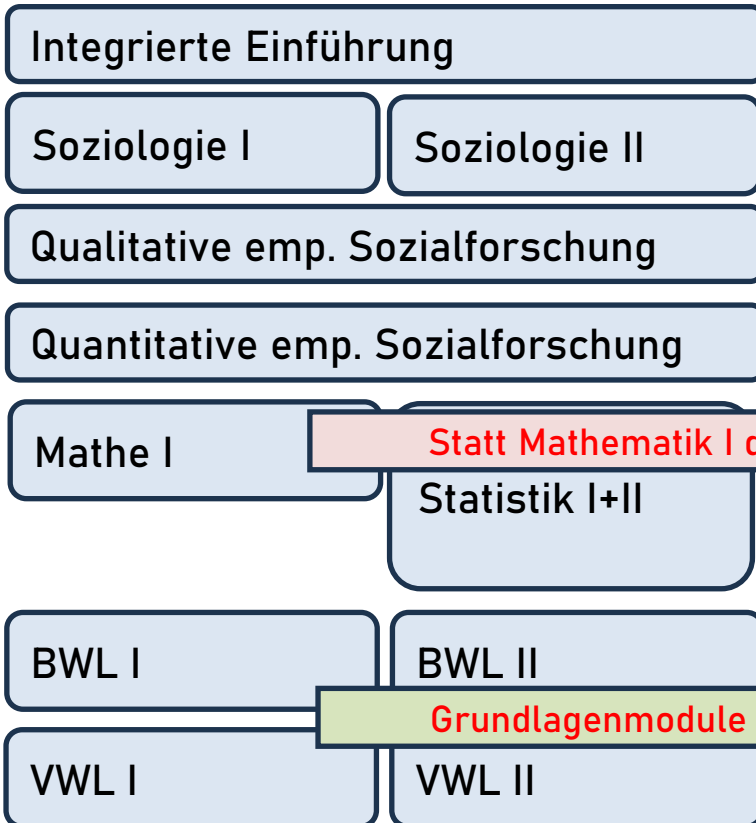 Integrierte Einführung
Soziologie I
Soziologie II
Qualitative emp. Sozialforschung
Quantitative emp. Sozialforschung
Mathe I
Statt Mathematik I
Statistik I+II
BWL I
BWL II
Grundlagenmodule
VWL I
VWL II